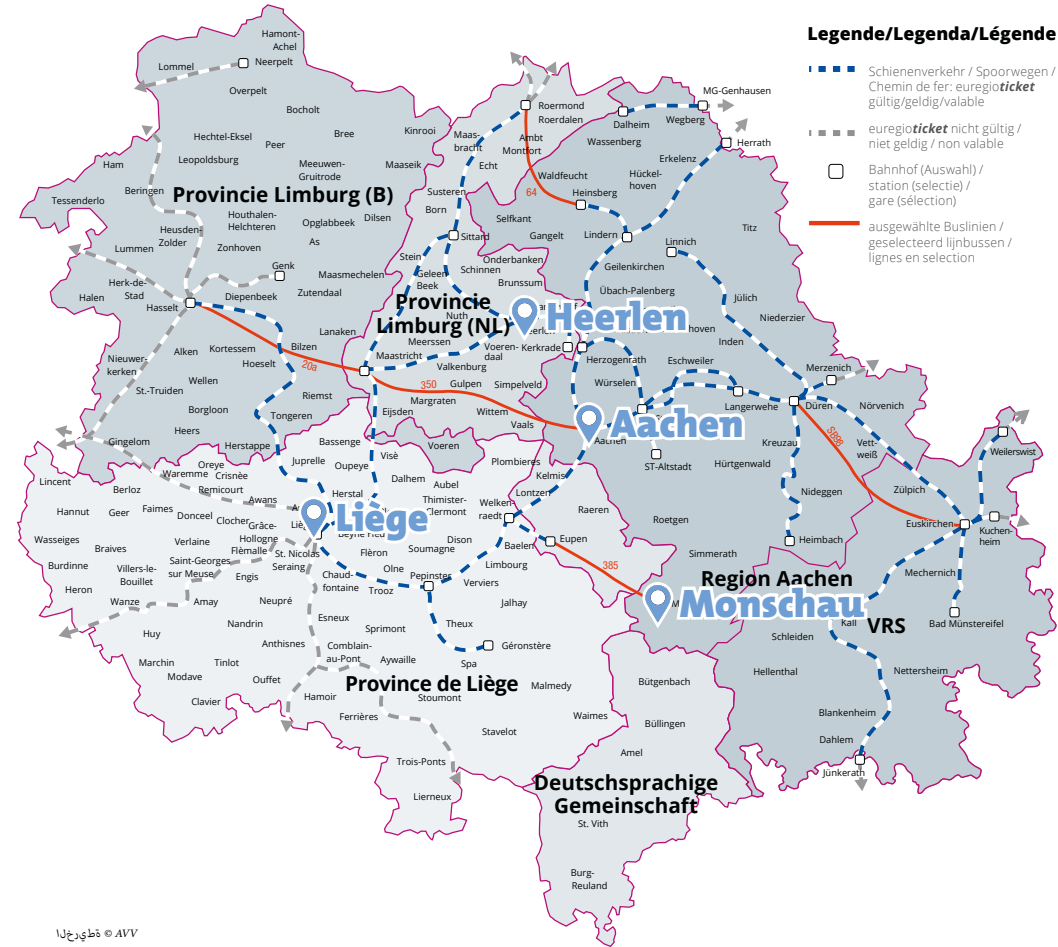 Legende/Legenda/Légende
Schienenverkehr / Spoorwegen /
Chemin de fer: euregioticket
gültig/geldig/valable
euregioticket nicht gültig /
niet geldig / non valable
Bahnhof (Auswahl) /
station (selectie) /
gare (sélection)
ausgewählte Buslinien /
geselecteerd lijnbussen /
lignes en selection
Hamont-
Achel
Neerpelt
Lommel
Overpelt
Bocholt
Hechtel-Eksel
Peer
Bree
Kinrooi
Leopoldsburg
Meeuwen-
Gruitrode
Maaseik
Ham
Beringen
Provincie Limburg (B)
Tessenderlo
Houthalen-
Helchteren
Opglabbeek
Dilsen
Heusden-
Zolder
Lummen
Zonhoven
As
Genk
Maasmechelen
Herk-de-
Stad
Halen
Hasselt
Diepenbeek
Zutendaal
Lanaken
Nieuwer-
kerken
Alken
Kortessem
Bilzen
Hoeselt
20a
St.-Truiden
Wellen
Riemst
Borgloon
Tongeren
Heers
Herstappe
Gingelom
Roermond
Roerdalen
Maas-
bracht
Ambt
Montfort
Echt
Susteren
Born
Sittard
Stein
Geleen
Beek
Schinnen
Onderbanken
Brunssum
Provincie
Limburg (NL)
Nuth
Heerlen
Meerssen
Maastricht
Voeren-
daal
Kerkrade
Valkenburg
350
Gulpen
Simpelveld
Margraten
Eijsden
Wittem
Vaals
MG-Genhausen
Dalheim
Wegberg
Wassenberg
Herrath
Erkelenz
Waldfeucht
Hückel-
hoven
64
Heinsberg
Selfkant
Gangelt
Lindern
Titz
Linnich
Geilenkirchen
Übach-Palenberg
Jülich
Niederzier
hoven
Inden
Herzogenrath
Eschweiler
Merzenich
Würselen
Langerwehe
Düren
Nörvenich
Aachen
Aachen
ST-Altstadt
Kreuzau
SB98
Vett-
weiß
Hürtgenwald
Weilerswist
Nideggen
Zülpich
Roetgen
Euskirchen
Kuchen-
heim
Heimbach
Simmerath
Region Aachen
Mechernich
Monschau
Kall
VRS
Bad Münstereifel
Schleiden
Hellenthal
Nettersheim
Blankenheim
Dahlem
Jünkerath
Bassenge
Visè
Voeren
Juprelle
Oupeye
Dalhem
Aubel
Plombieres
Kelmis
Lontzen
Oreye
Crisnèe
Waremme
Remicourt
Lincent
Berloz
Awans
Herstal
Thimister-
Clermont
Welken-
raedt
Raeren
Hannut
Geer
Faimes
Donceel
Clocher
Liège
Grâce-
Hollogne
Dison
Eupen
Wasseiges
Verlaine
Flèmalle
St. Nicolas
Flèron
Soumagne
Baelen
Braives
Saint-Georges
sur Meuse
Seraing
Olne
Limbourg
385
Burdinne
Villers-le-
Bouillet
Engis
Chaud-
fontaine
Trooz
Pepinster
Verviers
Heron
Wanze
Amay
Neupré
Jalhay
Esneux
Nandrin
Sprimont
Theux
Huy
Anthisnes
Comblain-
au-Pont
Géronstère
Marchin
Tinlot
Aywaille
Spa
Modave
Ouffet
Province de Liège
Malmedy
Bütgenbach
Clavier
Hamoir
Stoumont
Ferrières
Waimes
Büllingen
Stavelot
Amel
Trois-Ponts
Deutschsprachige
Gemeinschaft
Lierneux
St. Vith
Burg-
Reuland
الخريطة © AVV